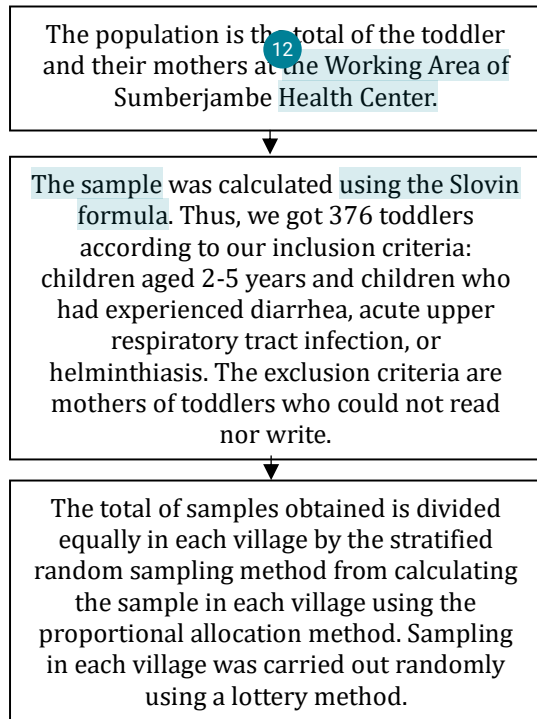 The population is the total of the toddler
12
and their mothers at the Working Area of
Sumberjambe Health Center.
The sample was calculated using the Slovin
formula. Thus, we got 376 toddlers
according to our inclusion criteria:
children aged 2-5 years and children who
had experienced diarrhea, acute upper
respiratory tract infection, or
helminthiasis. The exclusion criteria are
mothers of toddlers who could not read
nor write.
The total of samples obtained is divided
equally in each village by the stratified
random sampling method from calculating
the sample in each village using the
proportional allocation method. Sampling
in each village was carried out randomly
using a lottery method.